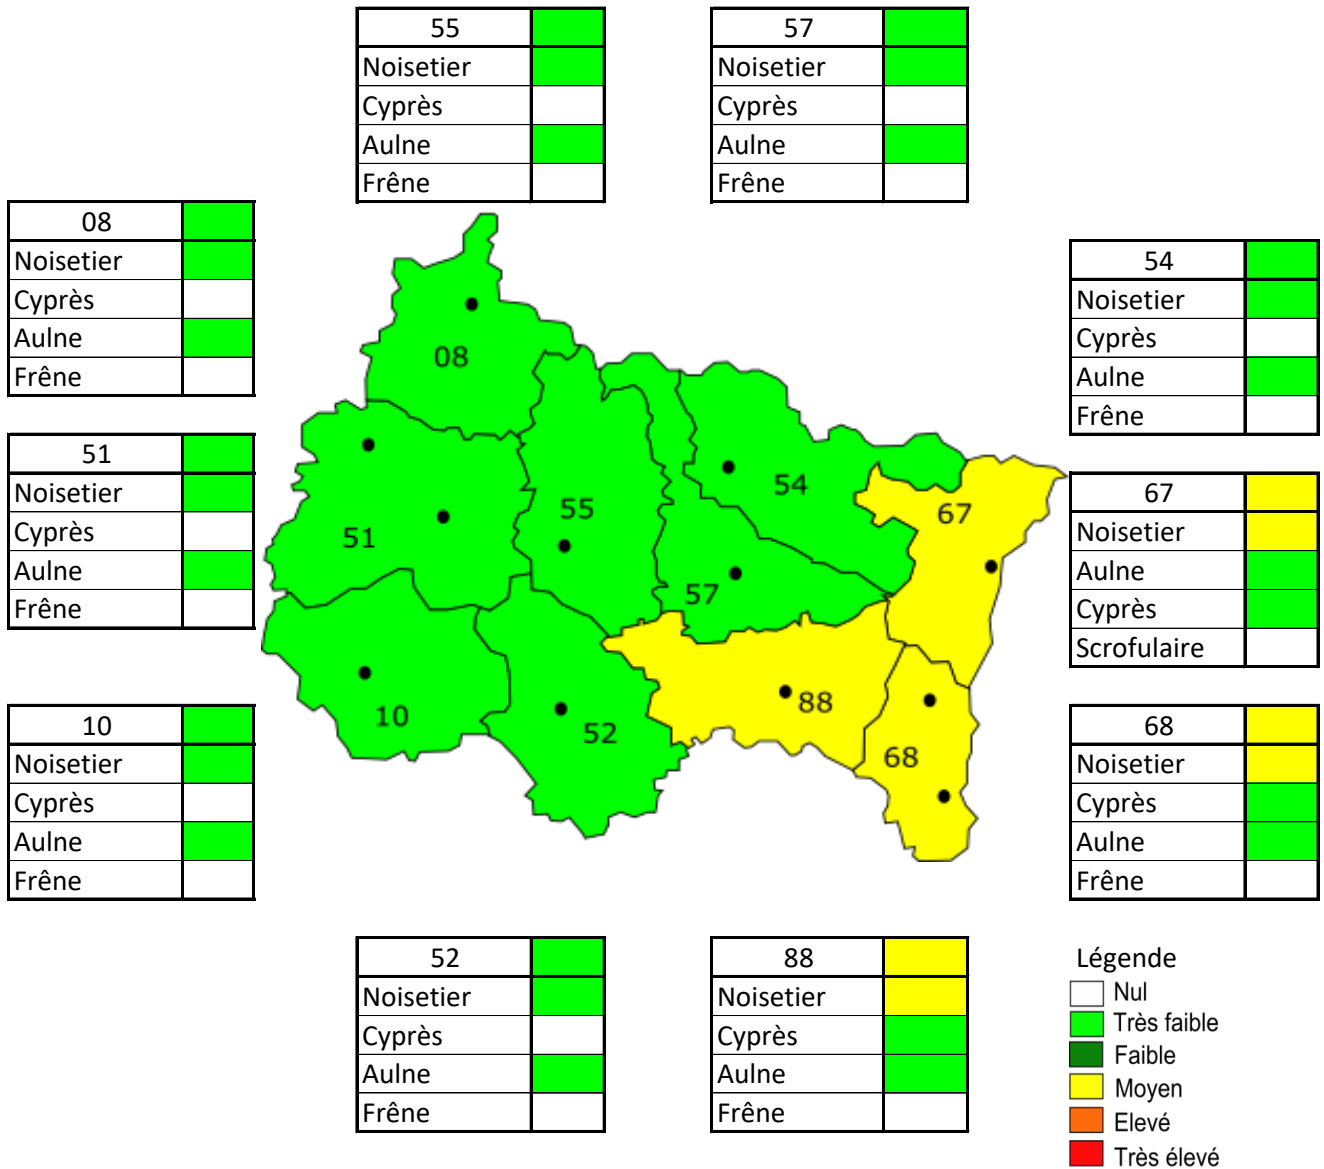 55
Noisetier
Cyprès
Aulne
Frêne
57
Noisetier
Cyprès
Aulne
Frêne
08
Noisetier
Cyprès
Aulne
Frêne
51
Noisetier
Cyprès
Aulne
Frêne
10
Noisetier
Cyprès
Aulne
Frêne
08
51
55
54
67
57
10
52
88
68
54
Noisetier
Cyprès
Aulne
Frêne
67
Noisetier
Aulne
Cyprès
Scrofulaire
68
Noisetier
Cyprès
Aulne
Frêne
52
Noisetier
Cyprès
Aulne
Frêne
88
Noisetier
Cyprès
Aulne
Frêne
Légende
Nul
Très faible
Faible
Moyen
Elevé
Très élevé